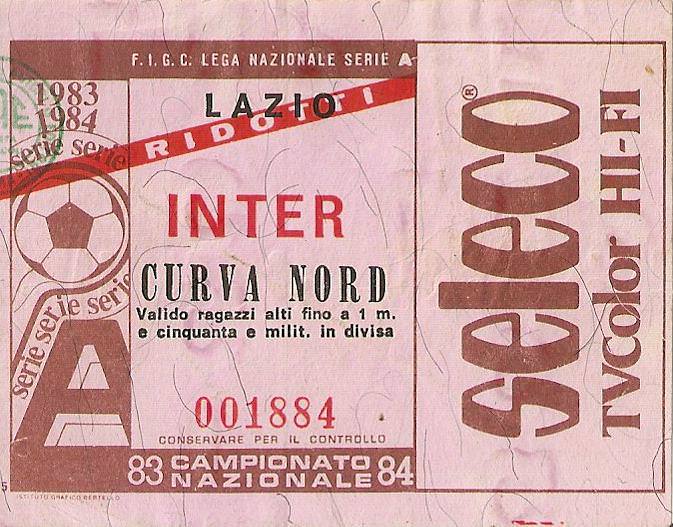 F. I. G. C. LEGA NAZIONALE SERIE A
1983
1984
serie serie
LAZIO
RIDOTTI
INTER
CURVA NORD
Valido ragazzi alti fino a 1 m.
e cinquanta e milit. in divisa
serie serie serie
A
001884
CONSERVARE PER IL CONTROLLO
83 CAMPIONATO NAZIONALE 84
5
ISTITUTO GRAFICO BERTELLO
seleco®
TVColor HI-FI